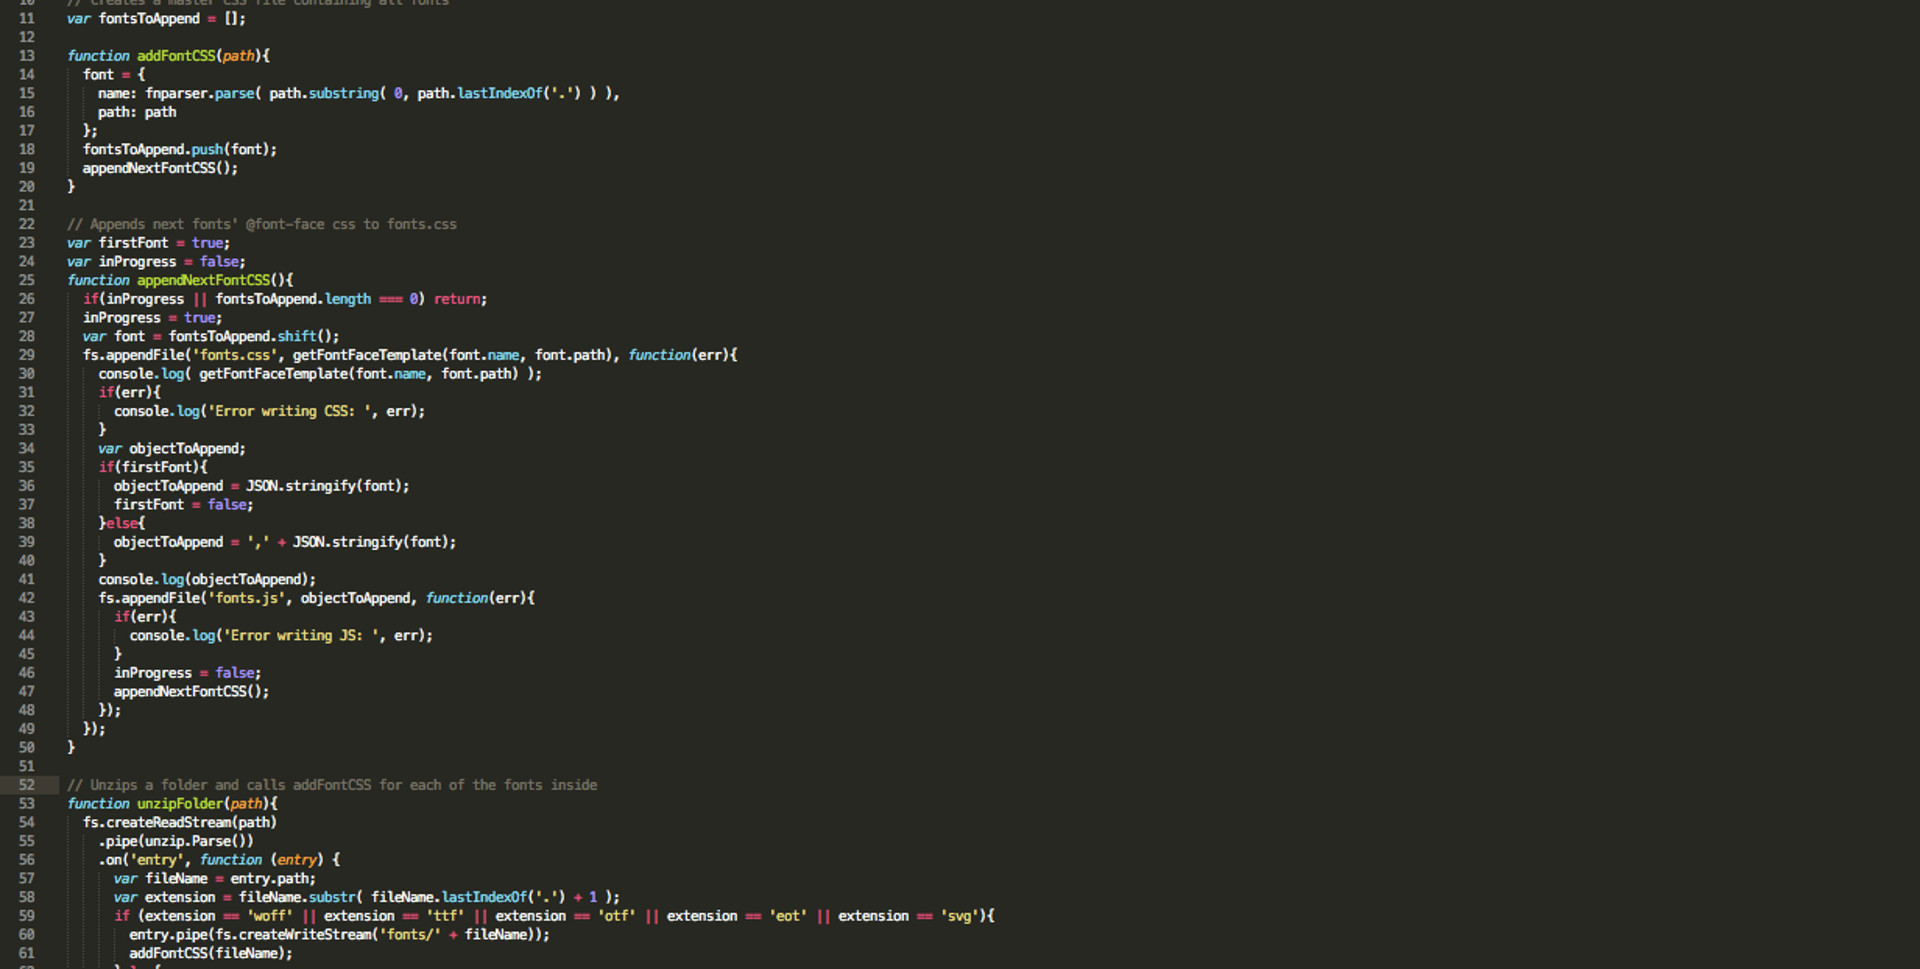 10 // Creates a master CSS file containing all fonts
11 var fontsToAppend = [];
12
13 function addFontCSS(path){
14 font = {
15 name: fnparser.parse( path.substring( 0, path.lastIndexOf('.') ) ),
16 path: path
17 };
18 fontsToAppend.push(font);
19 appendNextFontCSS();
20 }
21
22 // Appends next fonts' @font-face css to fonts.css
23 var firstFont = true;
24 var inProgress = false;
25 function appendNextFontCSS(){
26 if(inProgress || fontsToAppend.length === 0) return;
27 inProgress = true;
28 var font = fontsToAppend.shift();
29 fs.appendFile('fonts.css', getFontFaceTemplate(font.name, font.path), function(err){
30 console.log( getFontFaceTemplate(font.name, font.path) );
31 if(err){
32 console.log('Error writing CSS: ', err);
33 }
34 var objectToAppend;
35 if(firstFont){
36 objectToAppend = JSON.stringify(font);
37 firstFont = false;
38 }else{
39 objectToAppend = ',' + JSON.stringify(font);
40 }
41 console.log(objectToAppend);
42 fs.appendFile('fonts.js', objectToAppend, function(err){
43 if(err){
44 console.log('Error writing JS: ', err);
45 }
46 inProgress = false;
47 appendNextFontCSS();
48 });
49 });
50 }
51
52 // Unzips a folder and calls addFontCSS for each of the fonts inside
53 function unzipFolder(path){
54 fs.createReadStream(path)
55 .pipe(unzip.Parse())
56 .on('entry', function (entry) {
57 var fileName = entry.path;
58 var extension = fileName.substr( fileName.lastIndexOf('.') + 1 );
59 if (extension == 'woff' || extension == 'ttf' || extension == 'otf' || extension == 'eot' || extension == 'svg'){
60 entry.pipe(fs.createWriteStream('fonts/' + fileName));
61 addFontCSS(fileName);